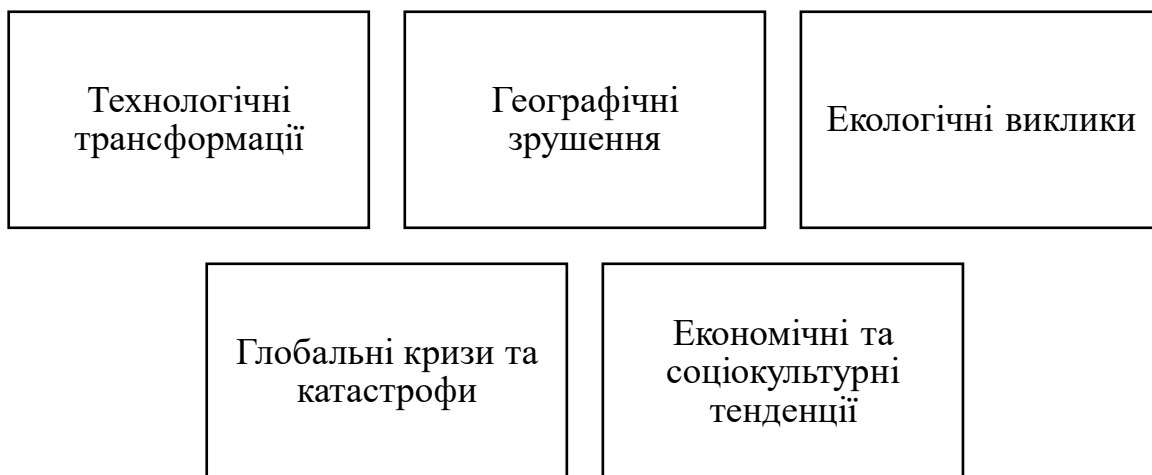 Технологічні
трансформації
Географічні
зрушення
Екологічні виклики
Глобальні кризи та
катастрофи
Економічні та
соціокультурні
тенденції